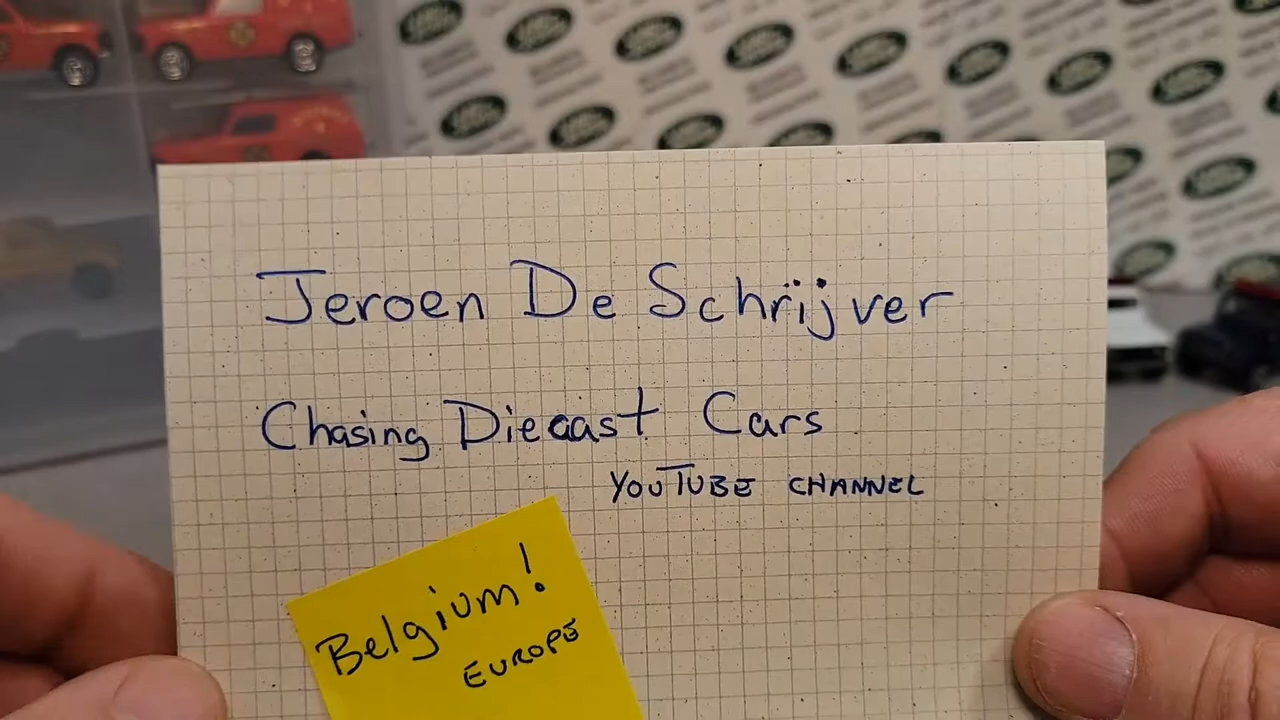 Jeroen De Schrijver
Chasing Diecast Cars
YOUTUBE CHANNEL
Belgium!
EUROPE